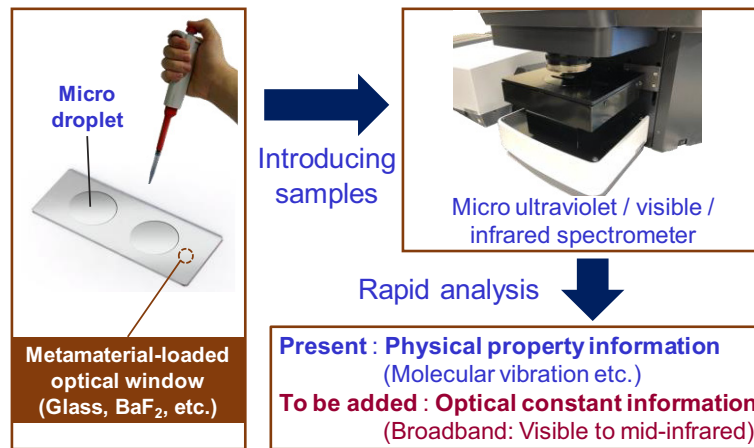 Micro
droplet
Metamaterial-loaded
optical window
(Glass, BaF₂, etc.)
Introducing
samples
Micro ultraviolet / visible /
infrared spectrometer
Rapid analysis
Present : Physical property information
(Molecular vibration etc.)
To be added : Optical constant information
(Broadband: Visible to mid-infrared)